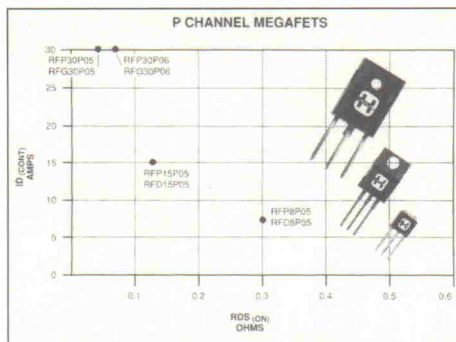 P CHANNEL MEGAFETS
30
RFP30P05
RFG30P05
RFP30P06
RFG30P06
25
20
ID (CONT)
AMPS
15
RFP15P05
RFD15P05
10
RFP8P05
RFD8P05
5
0
0.1
0.2
0.3
0.4
0.5
0.6
RDS (ON)
OHMS